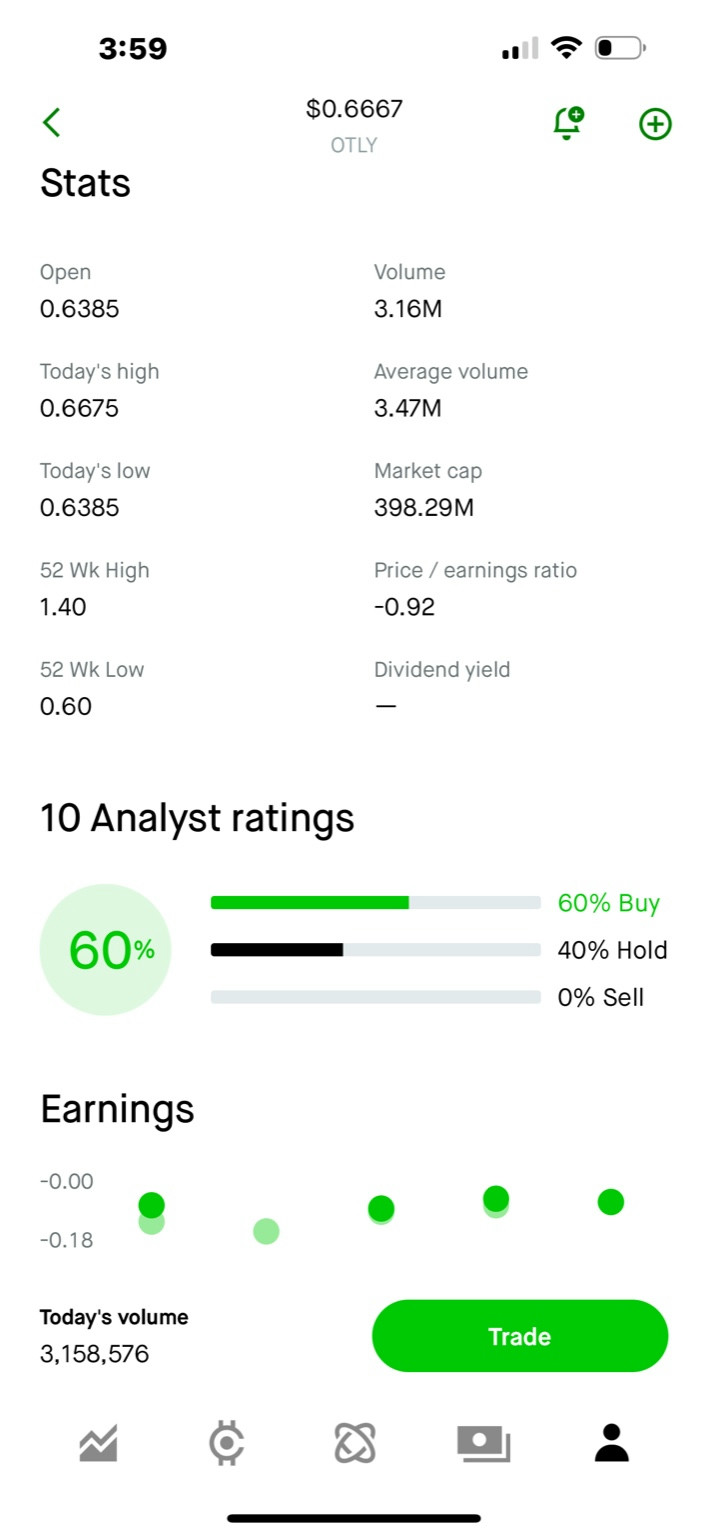 3:59
$0.6667
OTLY
Stats
Open
0.6385
Volume
3.16M
Today's high
0.6675
Average volume
3.47M
Today's low
0.6385
Market cap
398.29M
52 Wk High
1.40
Price / earnings ratio
-0.92
52 Wk Low
0.60
Dividend yield
—
10 Analyst ratings
60%
60% Buy
40% Hold
0% Sell
Earnings
-0.00
-0.18
Today's volume
3,158,576
Trade